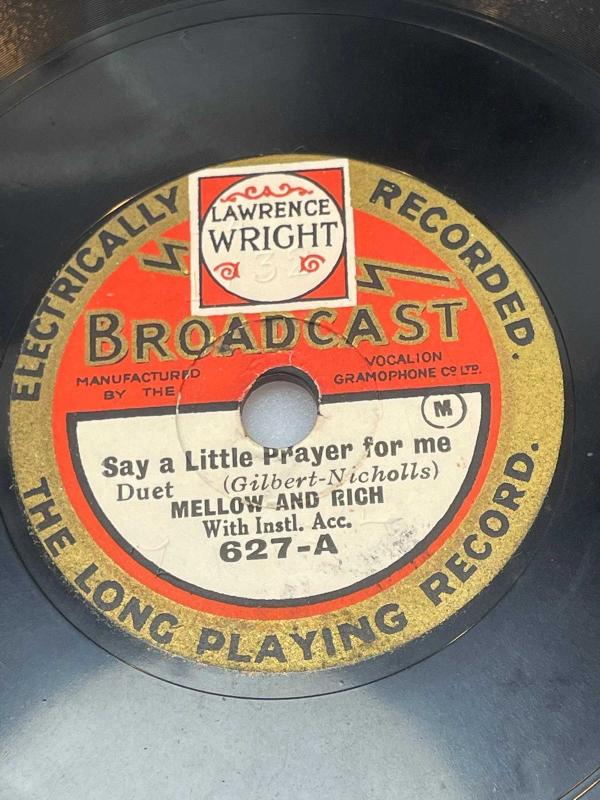 ELECTRICALLY RECORDED.
LAWRENCE
WRIGHT
BROADCAST
MANUFACTURED
BY THE
VOCALION
GRAMOPHONE CO LTD.
M
Say a Little Prayer for me
Duet (Gilbert-Nicholls)
MELLOW AND RICH
With Instl. Acc.
627-A
THE LONG PLAYING RECORD.